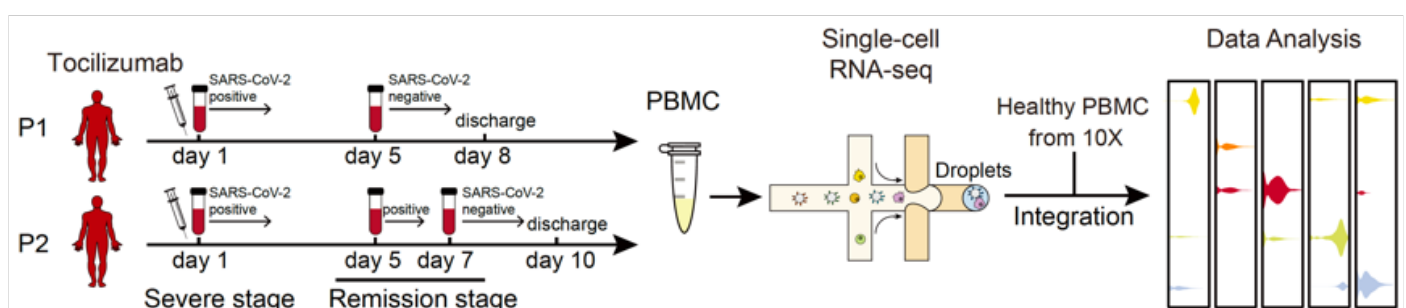 Tocilizumab
P1
SARS-CoV-2
positive
SARS-CoV-2
negative
discharge
day 1
day 5
day 8
P2
SARS-CoV-2
positive
positive
SARS-CoV-2
negative
discharge
day 1
day 5
day 7
day 10
Severe stage
Remission stage
PBMC
Single-cell
RNA-seq
Droplets
Healthy PBMC
from 10X
Integration
Data Analysis